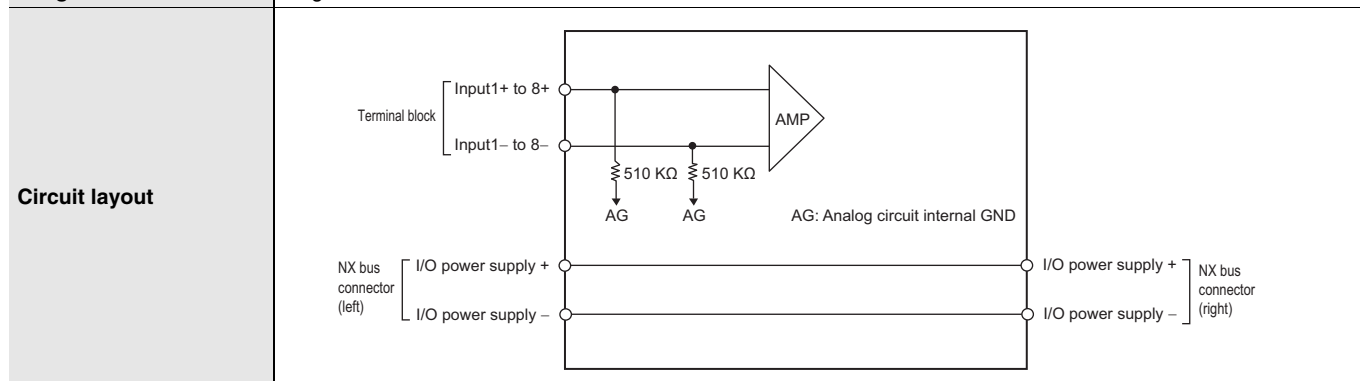 Circuit layout
Terminal block
Input1+ to 8+
Input1– to 8–
AMP
510 KΩ
510 KΩ
AG
AG
AG: Analog circuit internal GND
NX bus
connector
(left)
I/O power supply +
I/O power supply –
I/O power supply +
I/O power supply –
NX bus
connector
(right)